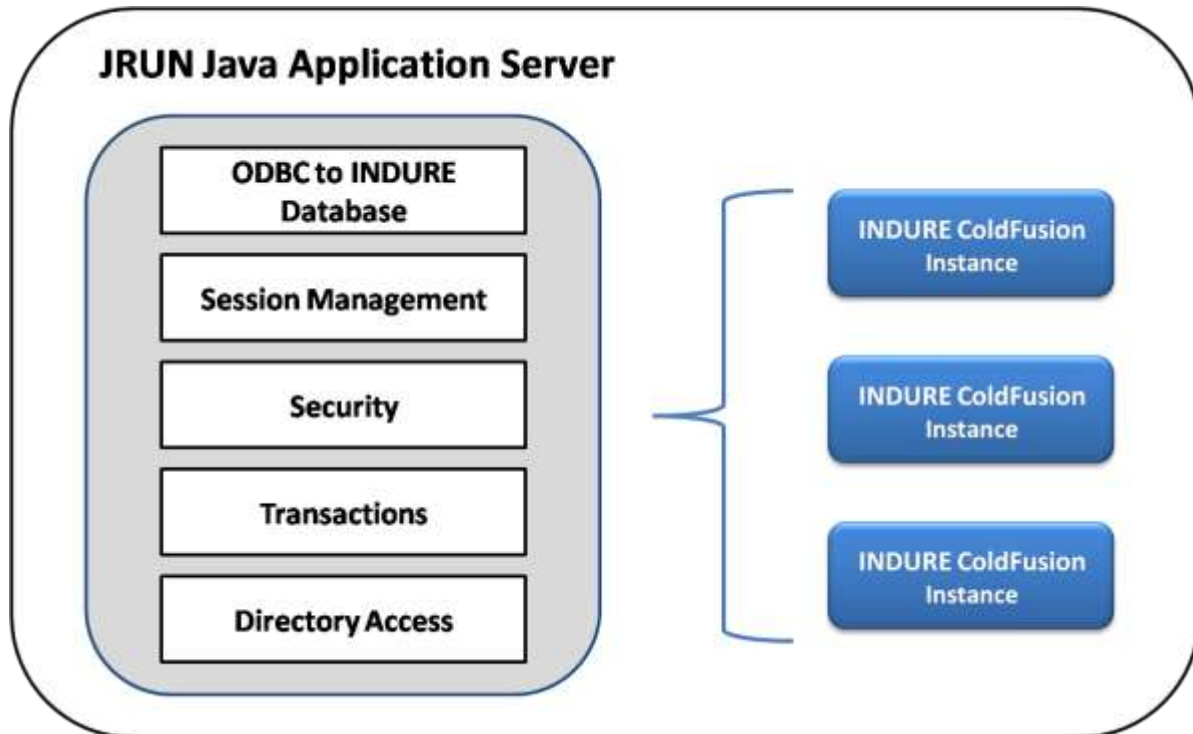 JRUN Java Application Server
ODBC to INDURE
Database
Session Management
Security
Transactions
Directory Access
INDURE ColdFusion
Instance
INDURE ColdFusion
Instance
INDURE ColdFusion
Instance